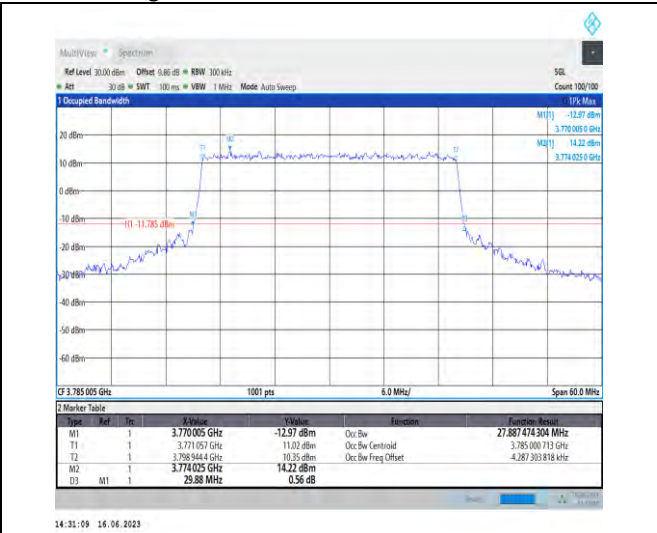 MultiView Spectrum
Ref Level 30.00 dBm Offset 9.86 dB RBW 300 kHz SGL
Att 30 dB SWT 100 ms VBW 1 MHz Mode Auto Sweep Count 100/100
1 Occupied Bandwidth 1Pk Max
M1[1] -12.97 dBm
3.770 005 0 GHz
20 dBm M2[1] 14.22 dBm
3.774 025 0 GHz
M2
T1 T2
10 dBm
0 dBm
-10 dBm
M1
H1 -11.785 dBm
-20 dBm
-30 dBm
-40 dBm
-50 dBm
-60 dBm
CF 3.785 005 GHz 1001 pts 6.0 MHz/ Span 60.0 MHz
2 Marker Table
Type Ref Trc X-Value Y-Value Function Function Result
M1 1 3.770 005 GHz -12.97 dBm Occ Bw 27.887 474 304 MHz
T1 1 3.771 057 GHz 11.02 dBm Occ Bw Centroid 3.785 000 713 GHz
T2 1 3.798 944 4 GHz 10.35 dBm Occ Bw Freq Offset -4.287 303 818 kHz
M2 1 3.774 025 GHz 14.22 dBm
D3 M1 1 29.88 MHz 0.56 dB
14:31:09 16.06.2023